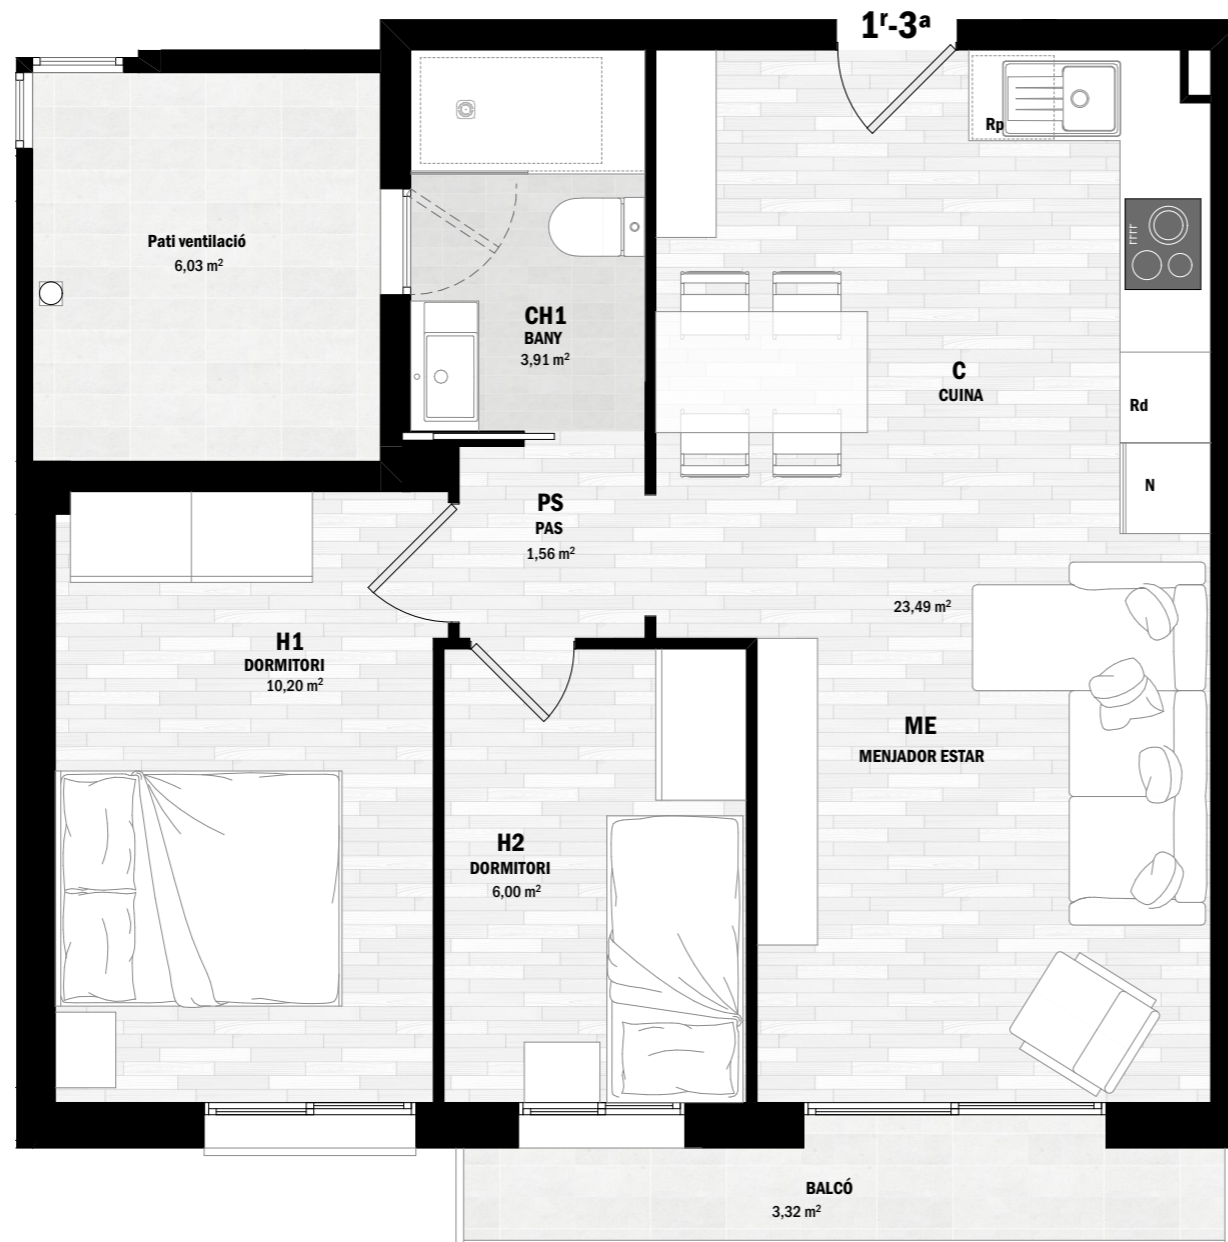 1ʳ-3ª
Rp
Pati ventilació
6,03 m²
CH1
BANY
3,91 m²
C
CUINA
Rd
N
PS
PAS
1,56 m²
23,49 m²
H1
DORMITORI
10,20 m²
ME
MENJADOR ESTAR
H2
DORMITORI
6,00 m²
BALCÓ
3,32 m²